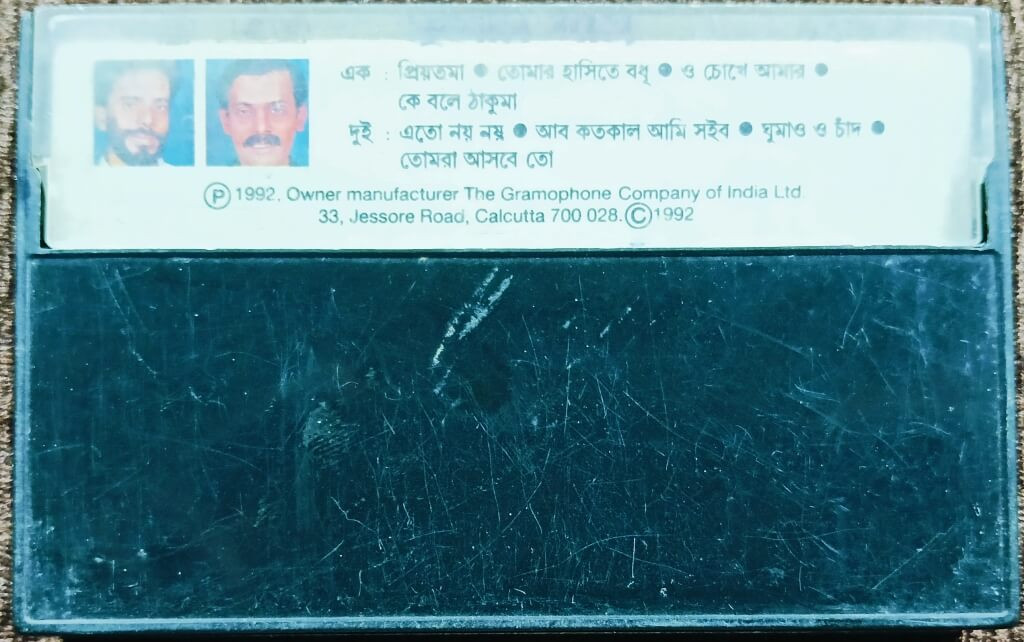 এক : প্রিয়তমা ● তোমার হাসিতে বধূ ● ও চোখে আমার ●
কে বলে ঠাকুমা
দুই : এতো নয় নয় ● আর কতকাল আমি সইব ● ঘুমাও ও চাঁদ ●
তোমরা আসবে তো
Ⓟ 1992. Owner manufacturer The Gramophone Company of India Ltd.
33, Jessore Road, Calcutta 700 028. © 1992